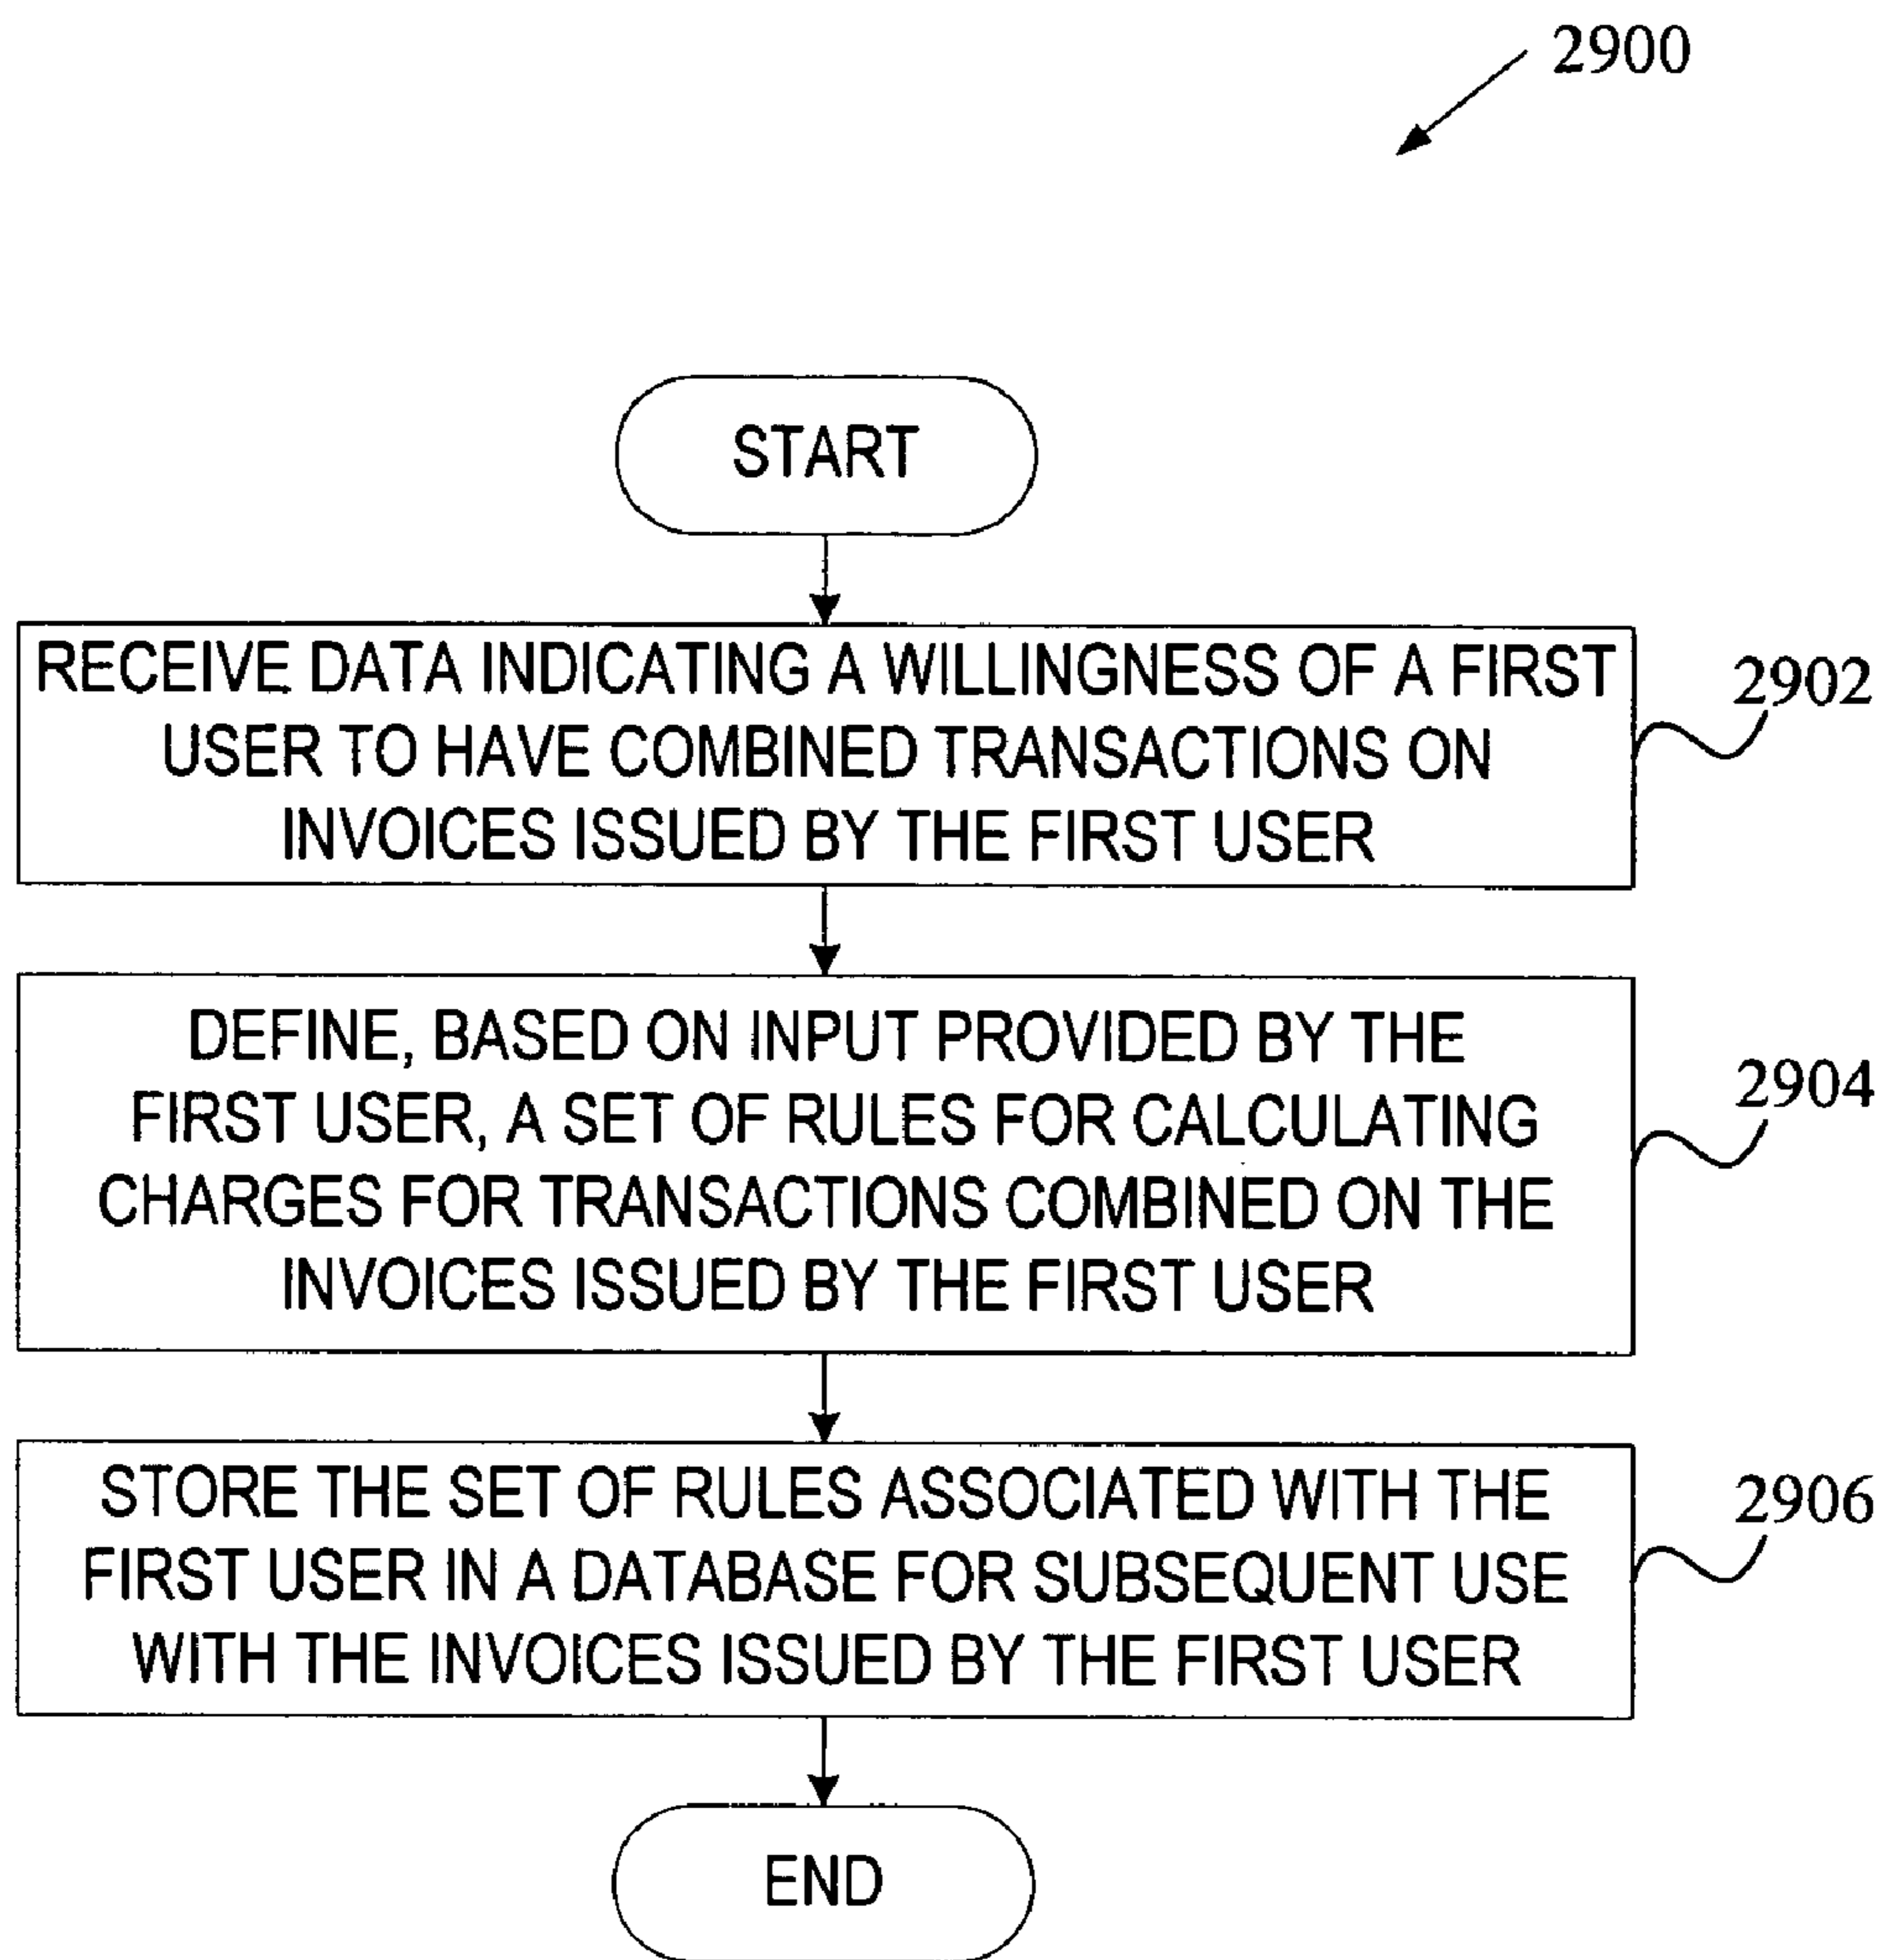 2900
START
RECEIVE DATA INDICATING A WILLINGNESS OF A FIRST
USER TO HAVE COMBINED TRANSACTIONS ON
INVOICES ISSUED BY THE FIRST USER
2902
DEFINE, BASED ON INPUT PROVIDED BY THE
FIRST USER, A SET OF RULES FOR CALCULATING
CHARGES FOR TRANSACTIONS COMBINED ON THE
INVOICES ISSUED BY THE FIRST USER
2904
STORE THE SET OF RULES ASSOCIATED WITH THE
FIRST USER IN A DATABASE FOR SUBSEQUENT USE
WITH THE INVOICES ISSUED BY THE FIRST USER
2906
END